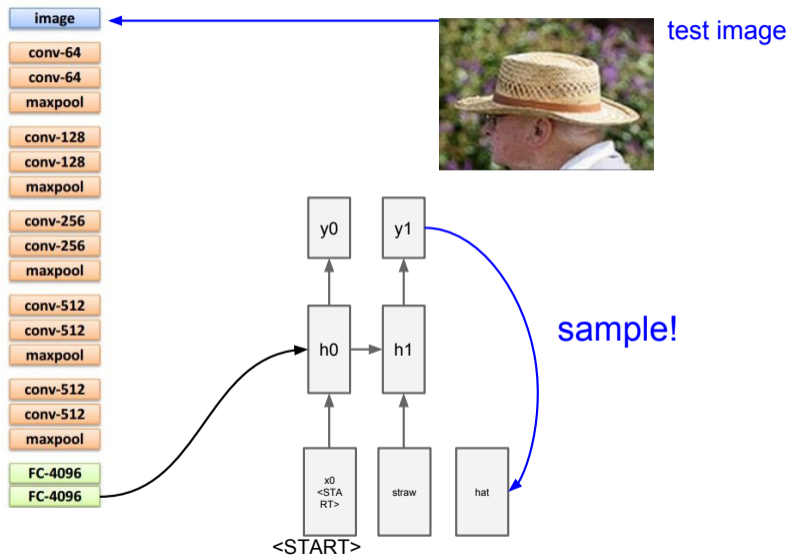 image
test image
conv-64
conv-64
maxpool
conv-128
conv-128
maxpool
conv-256
conv-256
maxpool
conv-512
conv-512
maxpool
conv-512
conv-512
maxpool
FC-4096
FC-4096
y0
y1
sample!
h0
h1
x0
<STA
RT>
straw
hat
<START>